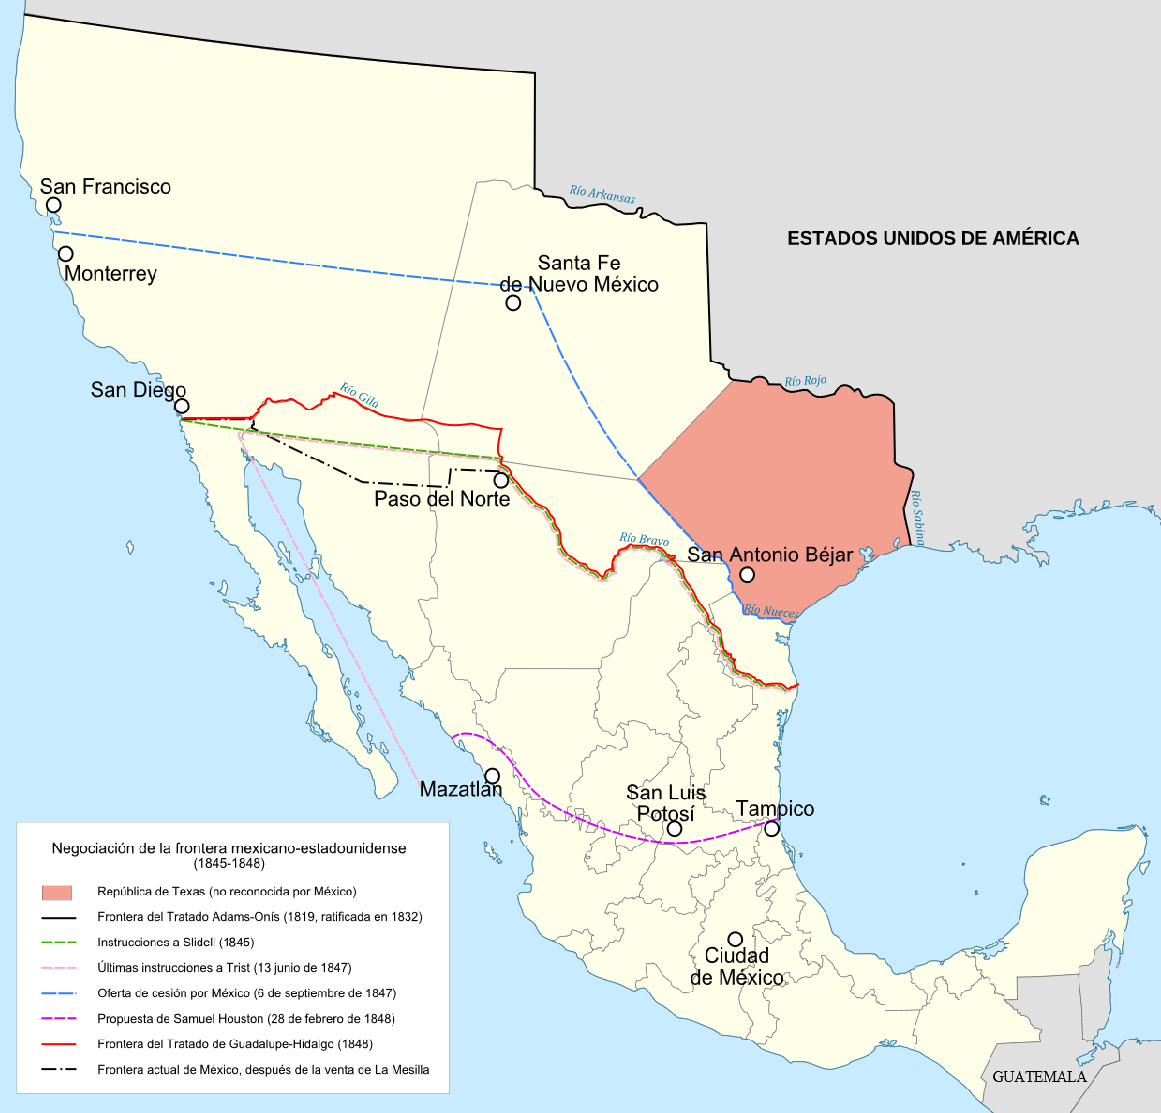 Río Arkansas
San Francisco
ESTADOS UNIDOS DE AMÉRICA
Santa Fe
de Nuevo México
Monterrey
Río Rojo
San Diego
Río Gila
Paso del Norte
Río Sabina
Río Bravo
San Antonio Béjar
Río Nueces
Mazatlán
San Luis
Potosí
Tampico
Ciudad
de México
GUATEMALA
Negociación de la frontera mexicano-estadounidense
(1845-1848)
República de Texas (no reconocida por México)
Frontera del Tratado Adams-Onís (1819, ratificada en 1832)
Instrucciones a Slidell (1845)
Últimas instrucciones a Trist (13 junio de 1847)
Oferta de cesión por México (6 de septiembre de 1847)
Propuesta de Samuel Houston (28 de febrero de 1848)
Frontera del Tratado de Guadalupe-Hidalgo (1848)
Frontera actual de México, después de la venta de La Mesilla